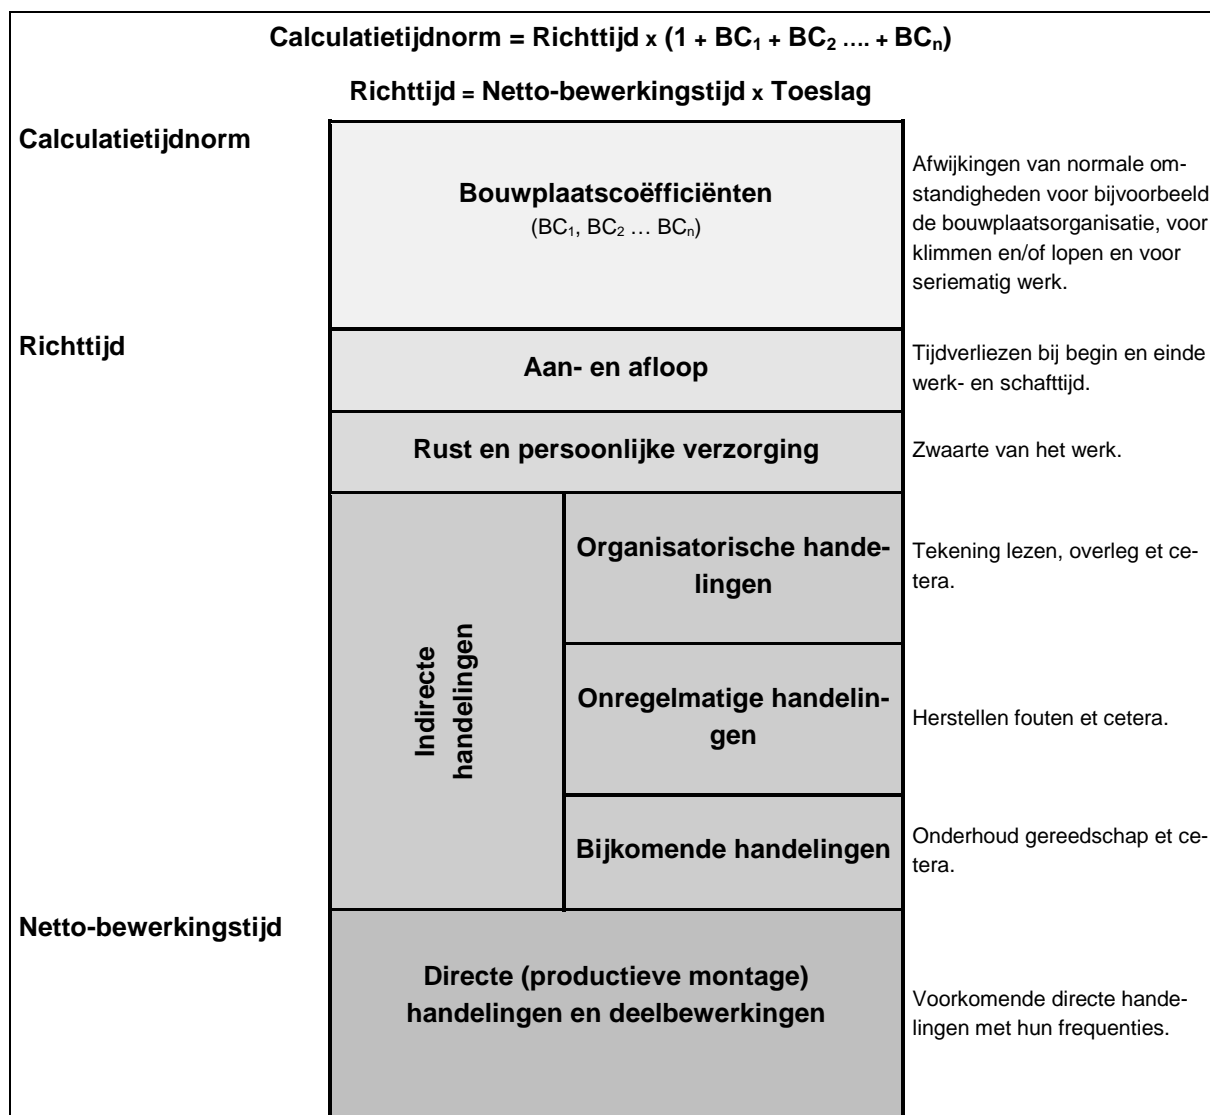 Calculatietijdnorm = Richttijd x (1 + BC₁ + BC₂ .... + BCₙ)
Richttijd = Netto-bewerkingstijd x Toeslag
Calculatietijdnorm
Bouwplaatscoëfficiënten
(BC₁, BC₂ … BCₙ)
Afwijkingen van normale om-
standigheden voor bijvoorbeeld
de bouwplaatsorganisatie, voor
klimmen en/of lopen en voor
seriematig werk.
Richttijd
Aan- en afloop
Tijdverliezen bij begin en einde
werk- en schafttijd.
Rust en persoonlijke verzorging
Zwaarte van het werk.
Indirecte
handelingen
Organisatorische hande-
lingen
Tekening lezen, overleg et ce-
tera.
Onregelmatige handelin-
gen
Herstellen fouten et cetera.
Bijkomende handelingen
Onderhoud gereedschap et ce-
tera.
Netto-bewerkingstijd
Directe (productieve montage)
handelingen en deelbewerkingen
Voorkomende directe hande-
lingen met hun frequenties.